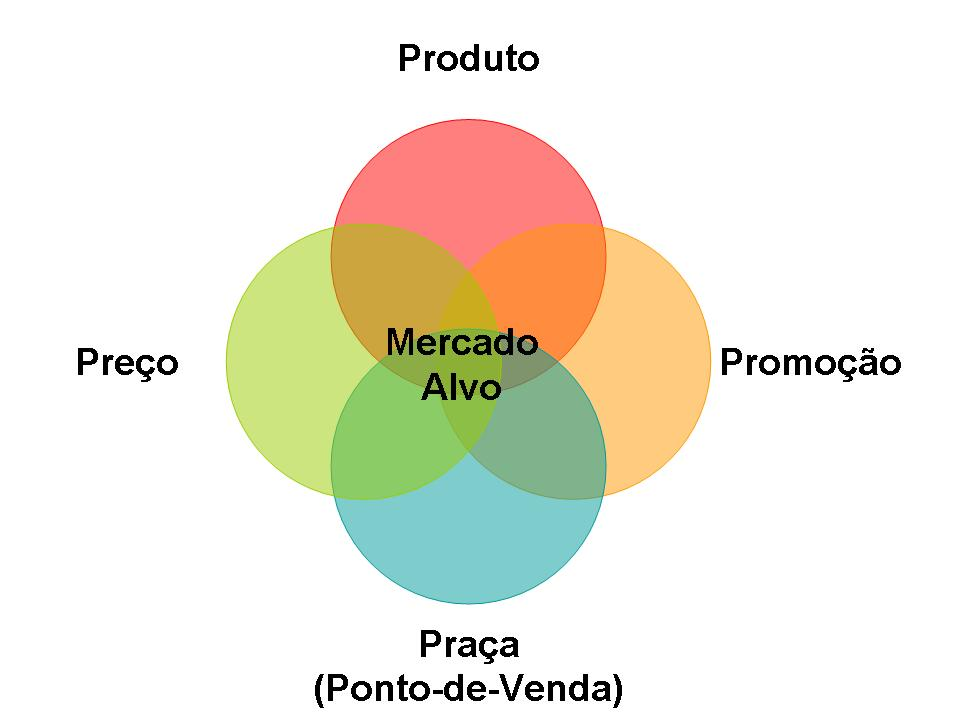 Produto
Mercado
Alvo
Preço
Promoção
Praça
(Ponto-de-Venda)